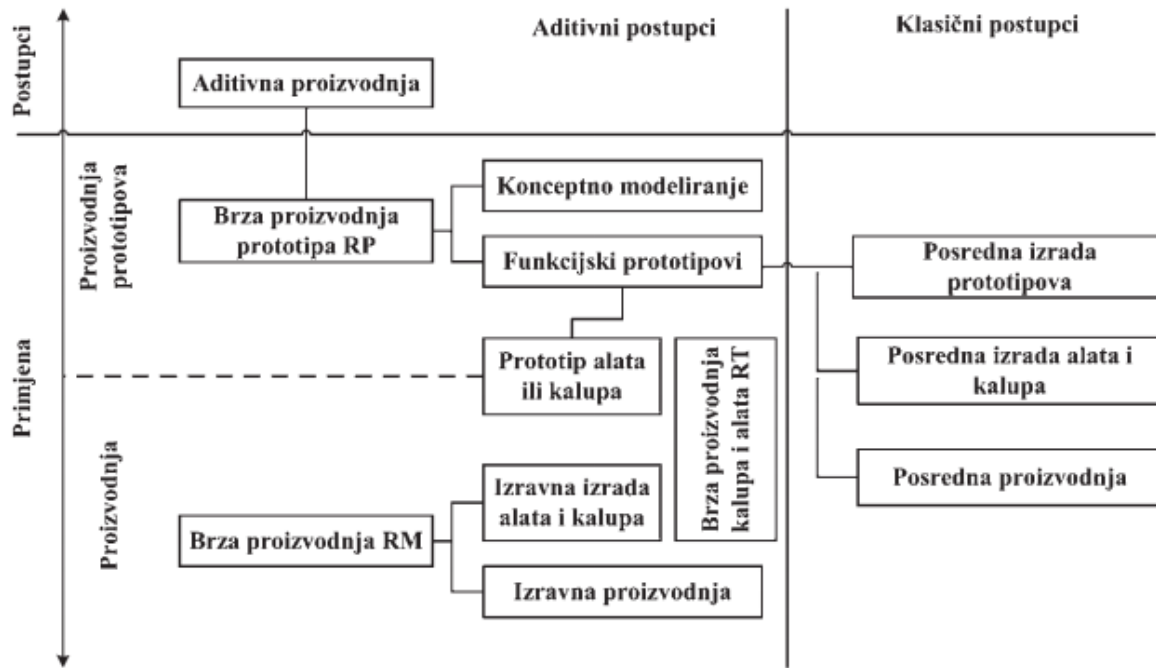 Aditivni postupci
Klasični postupci
Postupci
Aditivna proizvodnja
Proizvodnja
prototipova
Konceptno modeliranje
Brza proizvodnja
prototipa RP
Funkcijski prototipovi
Posredna izrada
prototipova
Primjena
Prototip alata
ili kalupa
Brza proizvodnja
kalupa i alata RT
Posredna izrada alata i
kalupa
Proizvodnja
Izravna izrada
alata i kalupa
Posredna proizvodnja
Brza proizvodnja RM
Izravna proizvodnja